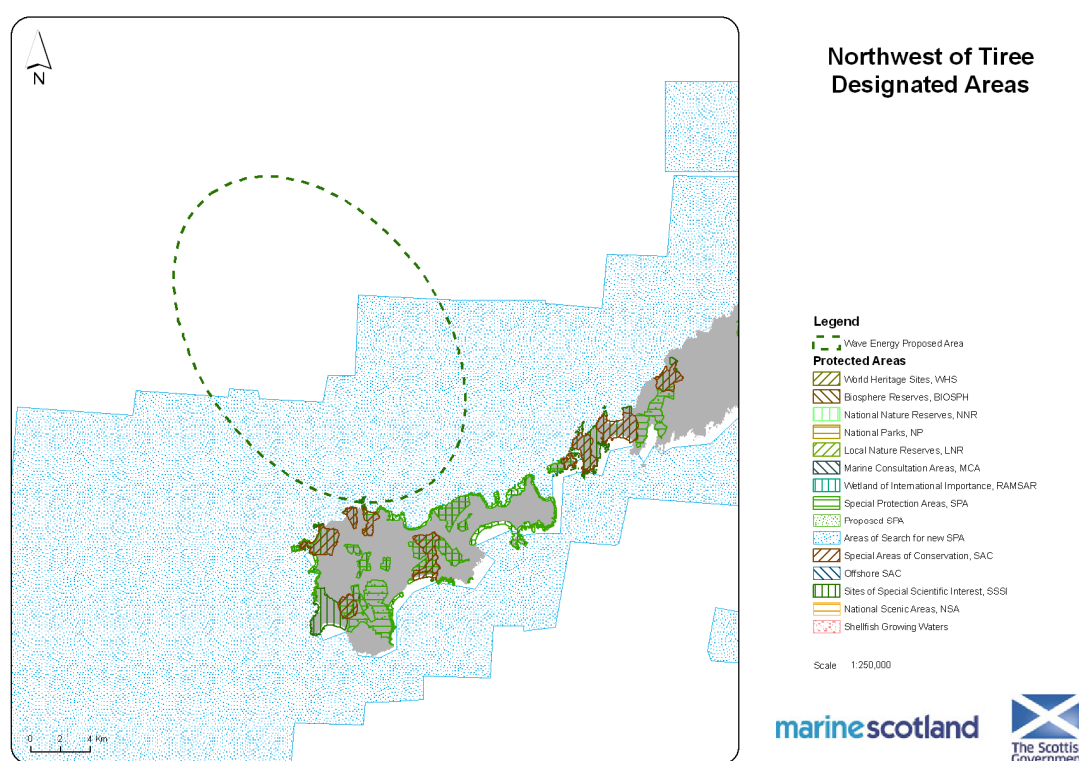 N
0 2 4 Km
Northwest of Tiree
Designated Areas
Legend
Wave Energy Proposed Area
Protected Areas
World Heritage Sites, WHS
Biosphere Reserves, BIOSPH
National Nature Reserves, NNR
National Parks, NP
Local Nature Reserves, LNR
Marine Consultation Areas, MCA
Wetland of International Importance, RAMSAR
Special Protection Areas, SPA
Proposed SPA
Areas of Search for new SPA
Special Areas of Conservation, SAC
Offshore SAC
Sites of Special Scientific Interest, SSSI
National Scenic Areas, NSA
Shellfish Growing Waters
Scale 1:250,000
marinescotland
The Scottis
Government